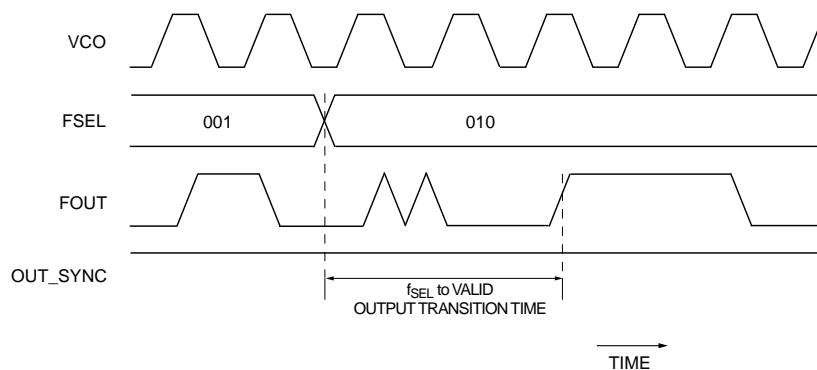 VCO
FSEL
001
010
FOUT
OUT_SYNC
fSEL to VALID
OUTPUT TRANSITION TIME
TIME